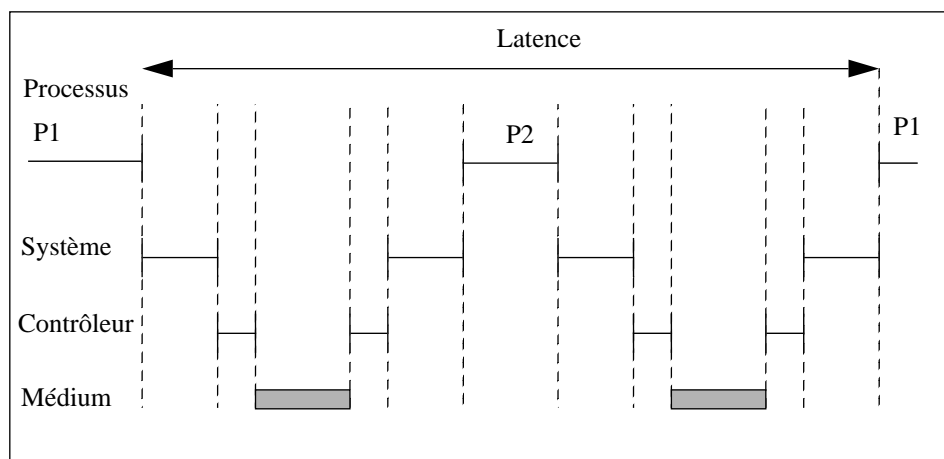 Latence
Processus
P1
P2
P1
Système
Contrôleur
Médium